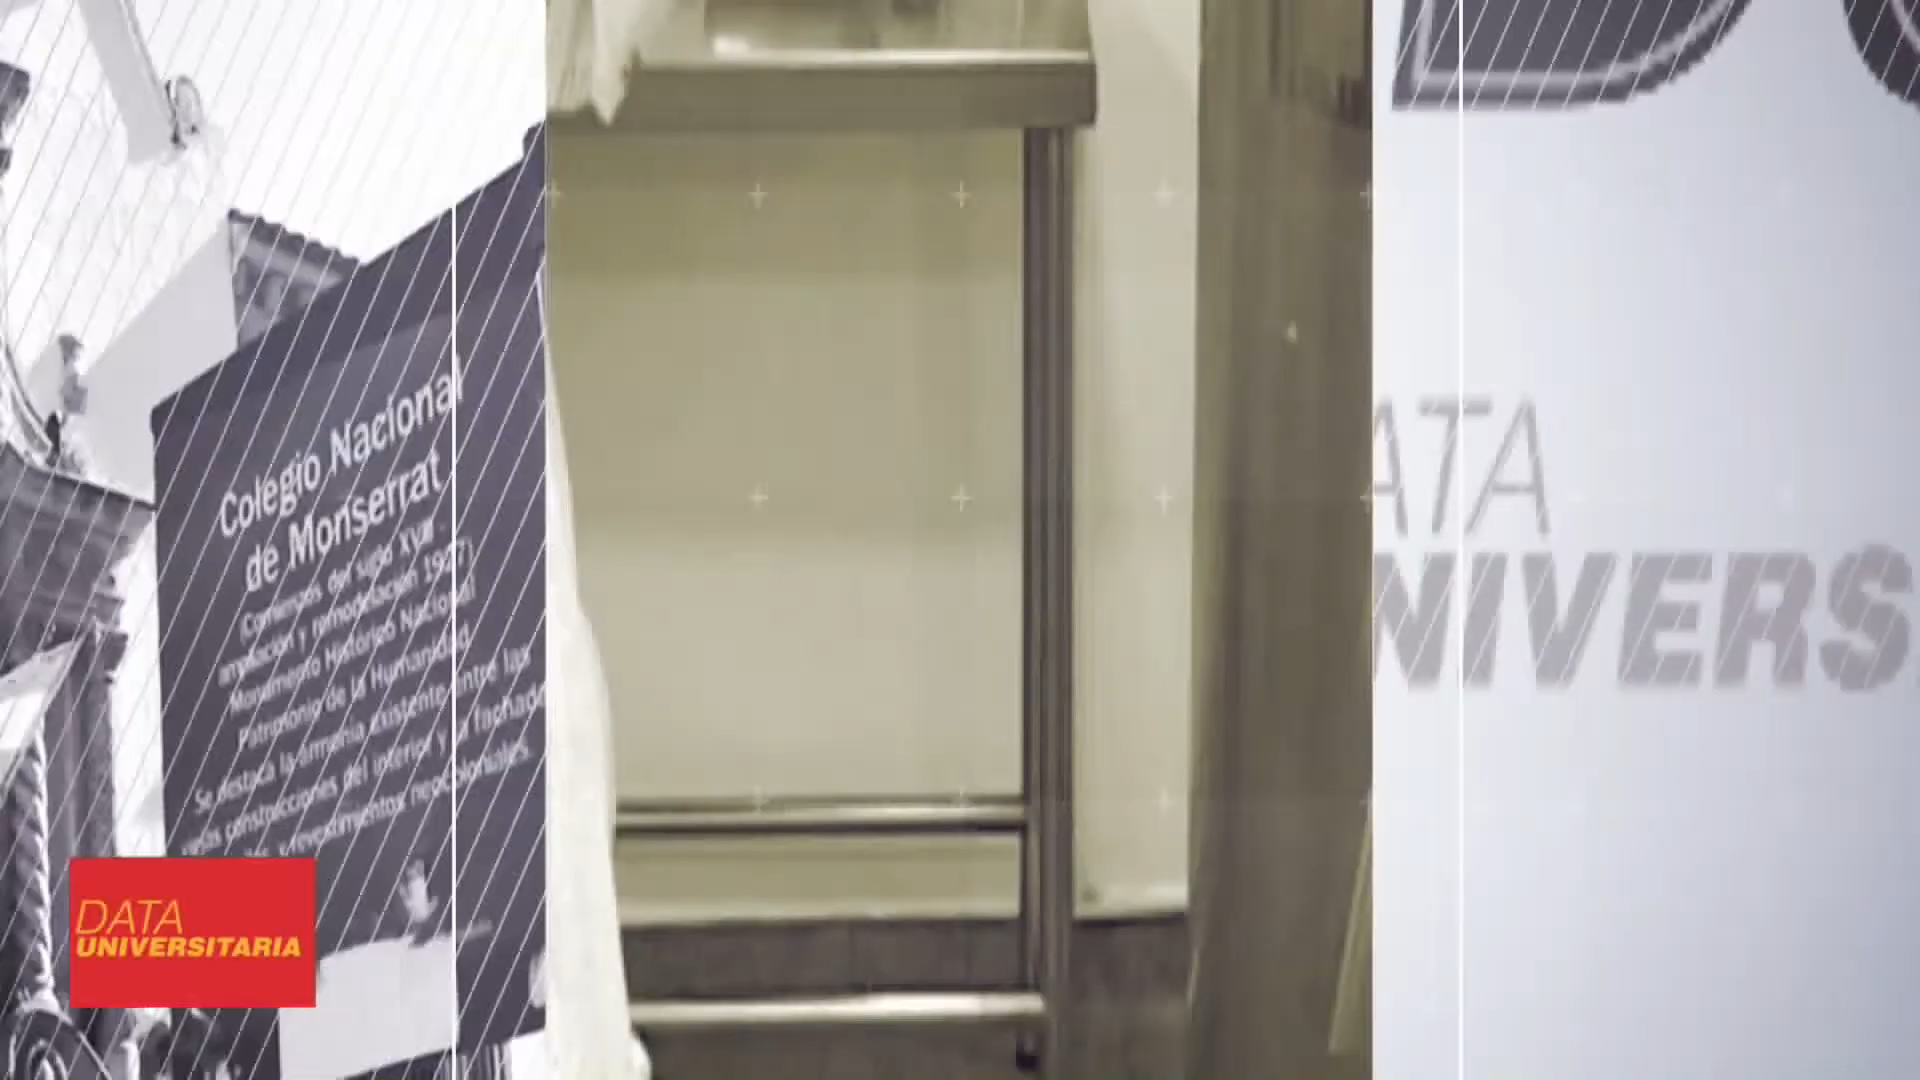 Colegio Nacional
de Monserrat
(Comienzos del siglo XVIII -
ampliación y remodelación 1927)
Monumento Histórico Nacional
Patrimonio de la Humanidad
Se destaca la armonía existente entre las
construcciones del interior y la fachada
revestimientos neocoloniales.
DATA
UNIVERSITARIA
ATA
NIVERS